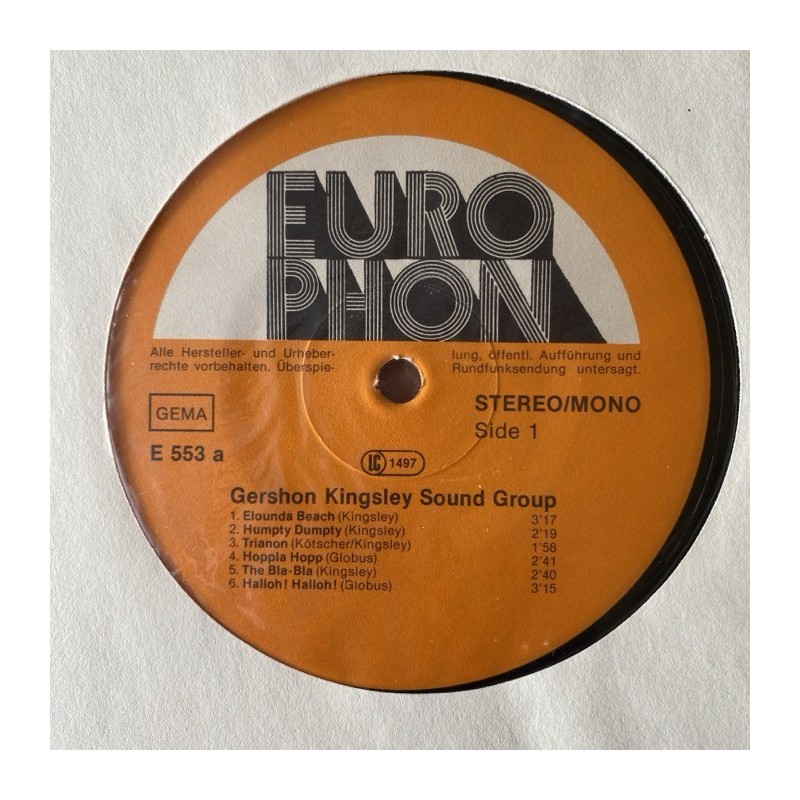 EURO
PHON
Alle Hersteller- und Urheber-
rechte vorbehalten. Überspie-
lung, öffentl. Aufführung und
Rundfunksendung untersagt.
GEMA
E 553 a
STEREO/MONO
Side 1
LC 1497
Gershon Kingsley Sound Group
1. Elounda Beach (Kingsley) 3'17
2. Humpty Dumpty (Kingsley) 2'19
3. Trianon (Kötscher/Kingsley) 1'58
4. Hoppla Hopp (Globus) 2'41
5. The Bla-Bla (Kingsley) 2'40
6. Halloh! Halloh! (Globus) 3'15